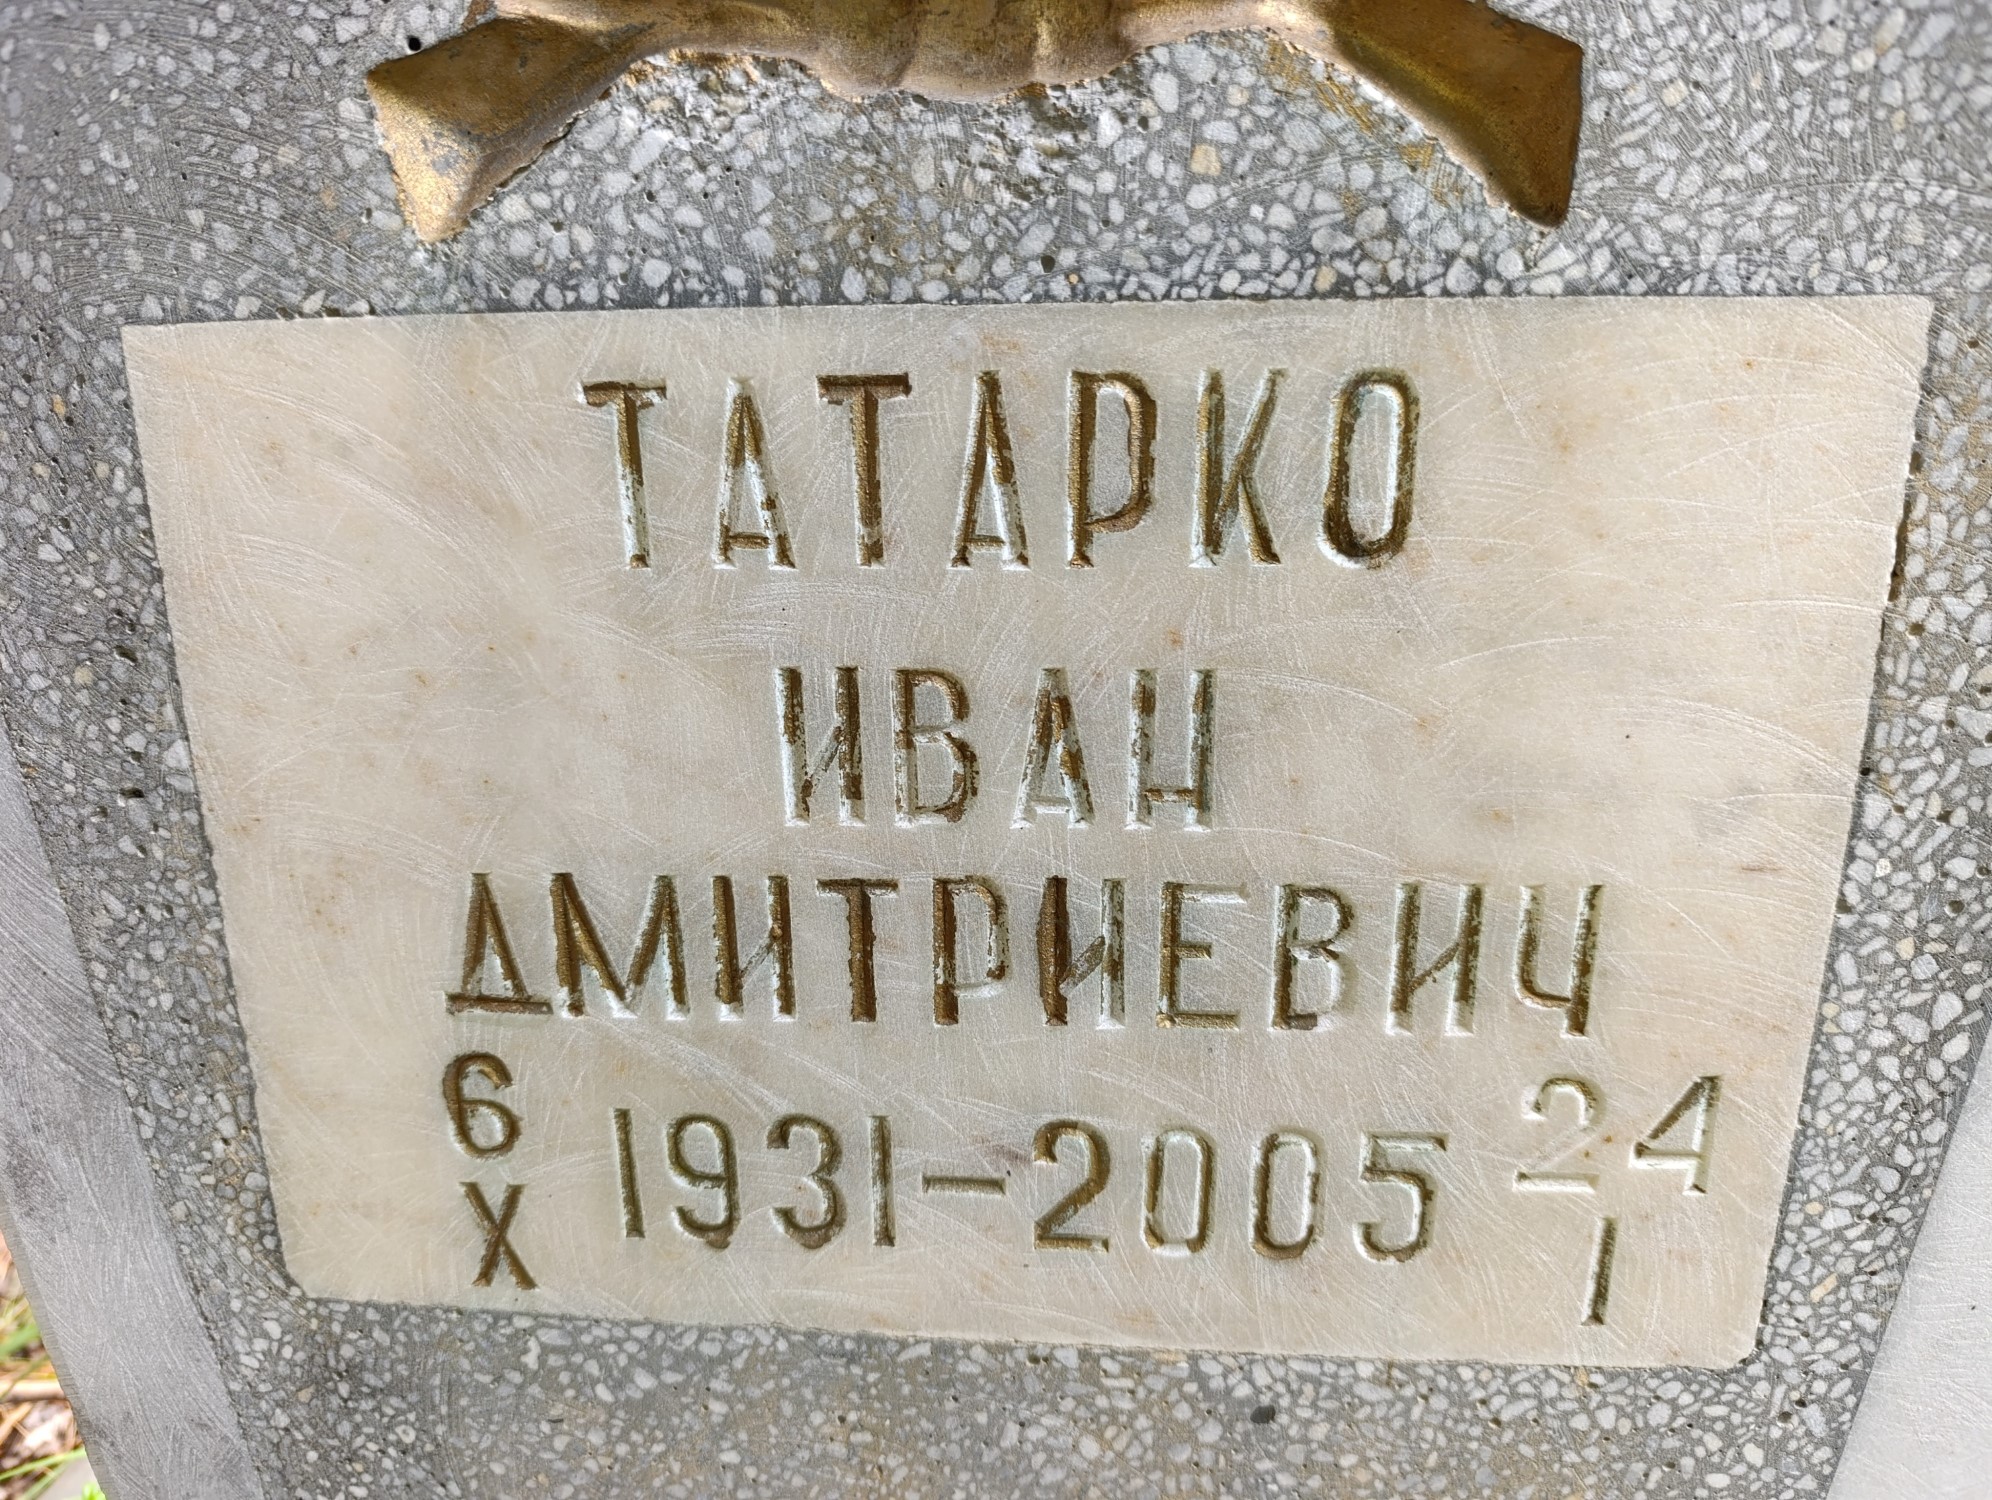 ТАТАРКО
ИВАН
ДМИТРИЕВИЧ
6 X 1931-2005 24 I